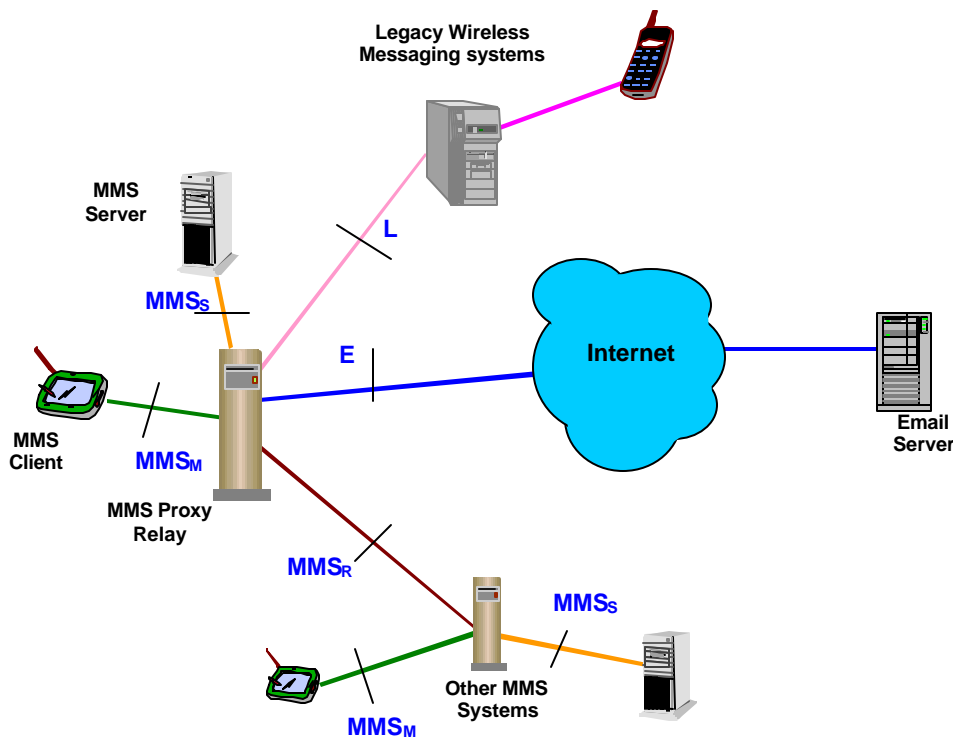 Legacy Wireless
Messaging systems
MMS
Server
L
MMSS
E
Internet
MMS
Client
MMSM
Email
Server
MMS Proxy
Relay
MMSR
MMSS
Other MMS
Systems
MMSM